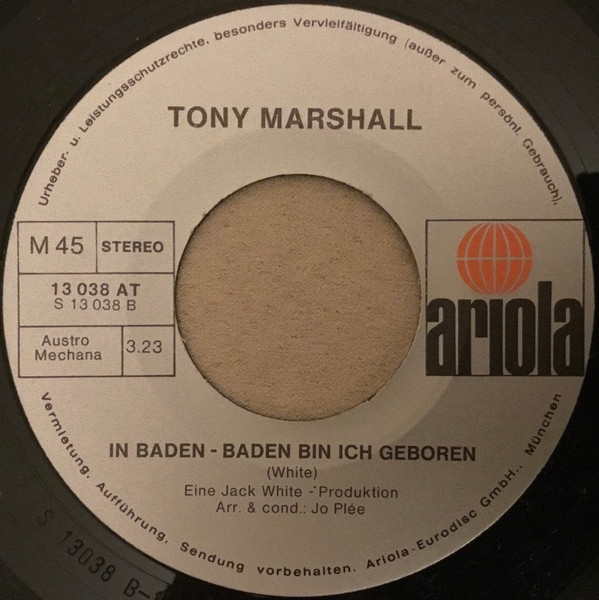 Urheber- u. Leistungsschutzrechte, besonders Vervielfältigung (außer zum persönl. Gebrauch),
TONY MARSHALL
M 45 STEREO
13 038 AT
S 13 038 B
Austro
Mechana
3.23
ariola
IN BADEN - BADEN BIN ICH GEBOREN
(White)
Eine Jack White - Produktion
Arr. & cond.: Jo Plée
Vermietung, Aufführung, Sendung vorbehalten. Ariola-Eurodisc GmbH., München
S 13038 B-